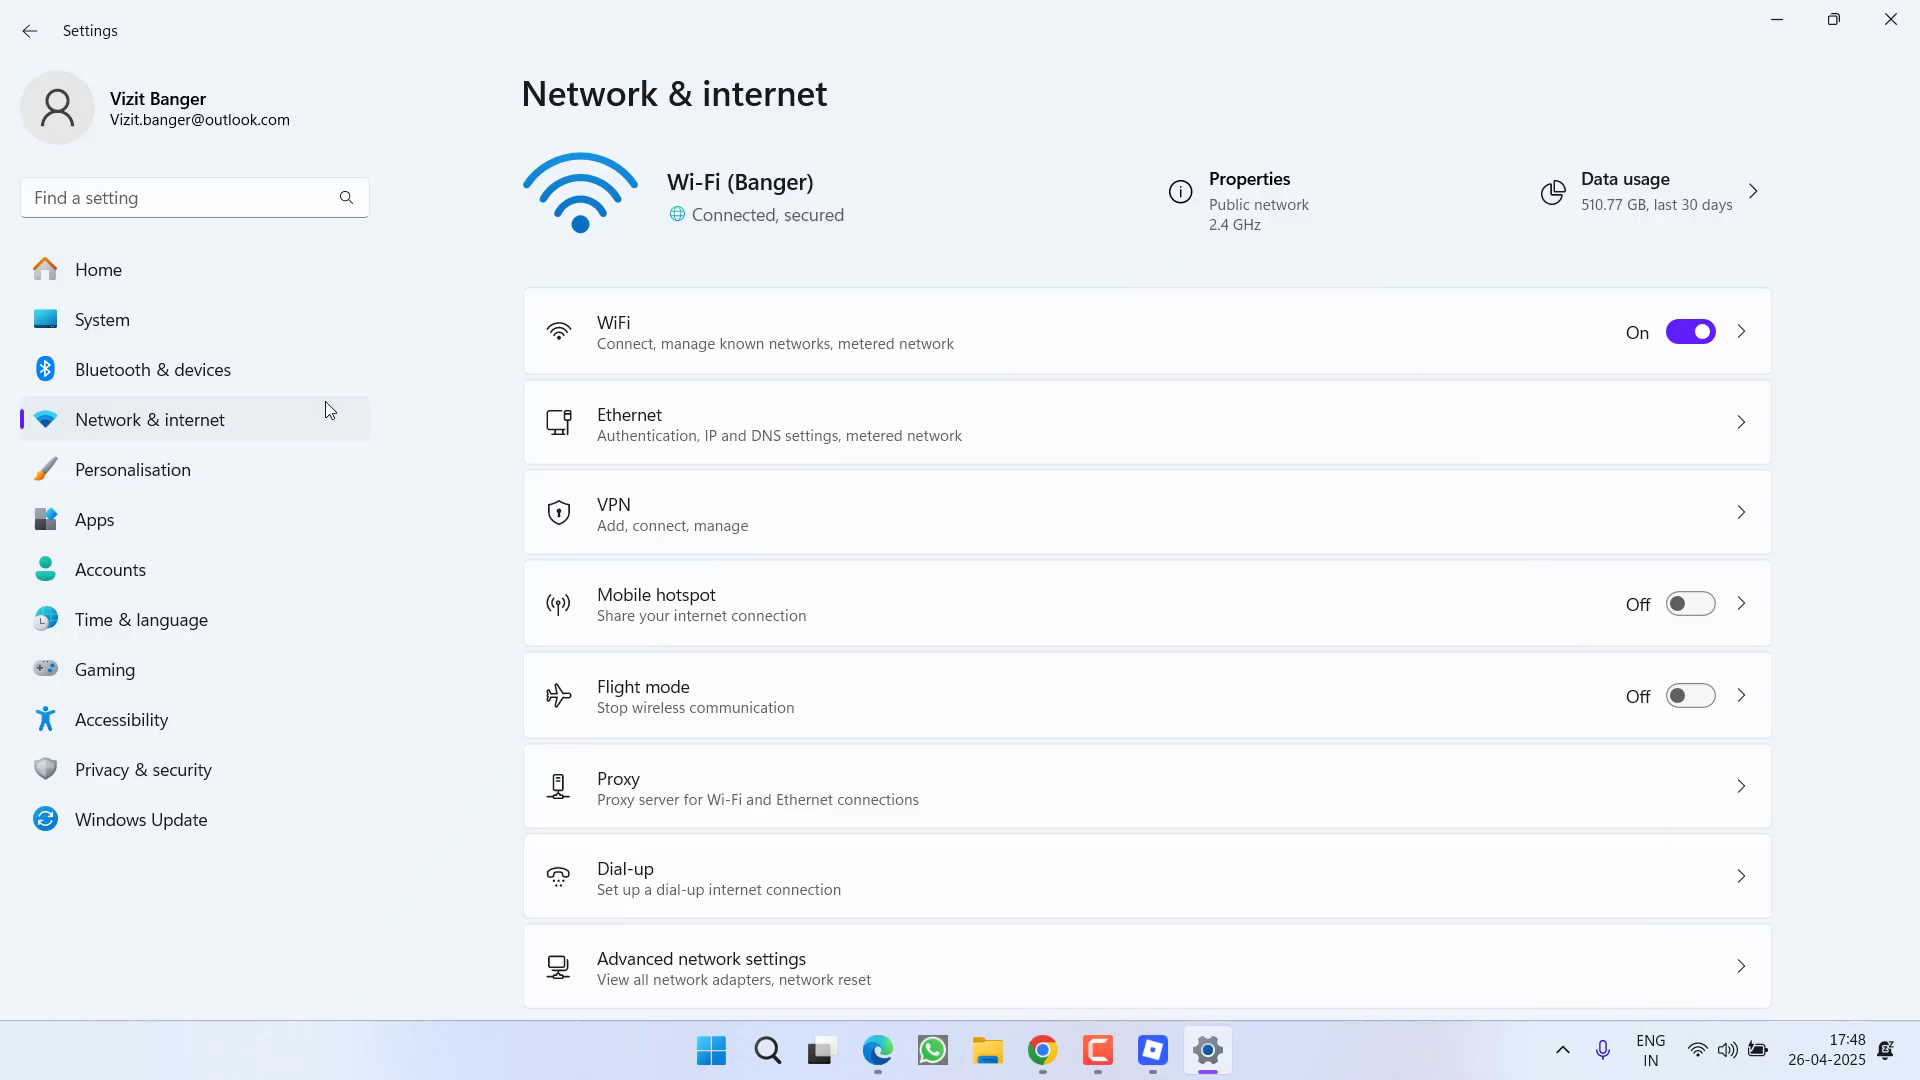 Settings
Vizit Banger
Vizit.banger@outlook.com
Find a setting
Home
System
Bluetooth & devices
Network & internet
Personalisation
Apps
Accounts
Time & language
Gaming
Accessibility
Privacy & security
Windows Update
Network & internet
Wi-Fi (Banger)
Connected, secured
Properties
Public network
2.4 GHz
Data usage
510.77 GB, last 30 days
WiFi
Connect, manage known networks, metered network
On
Ethernet
Authentication, IP and DNS settings, metered network
VPN
Add, connect, manage
Mobile hotspot
Share your internet connection
Off
Flight mode
Stop wireless communication
Off
Proxy
Proxy server for Wi-Fi and Ethernet connections
Dial-up
Set up a dial-up internet connection
Advanced network settings
View all network adapters, network reset
ENG
IN
17:48
26-04-2025